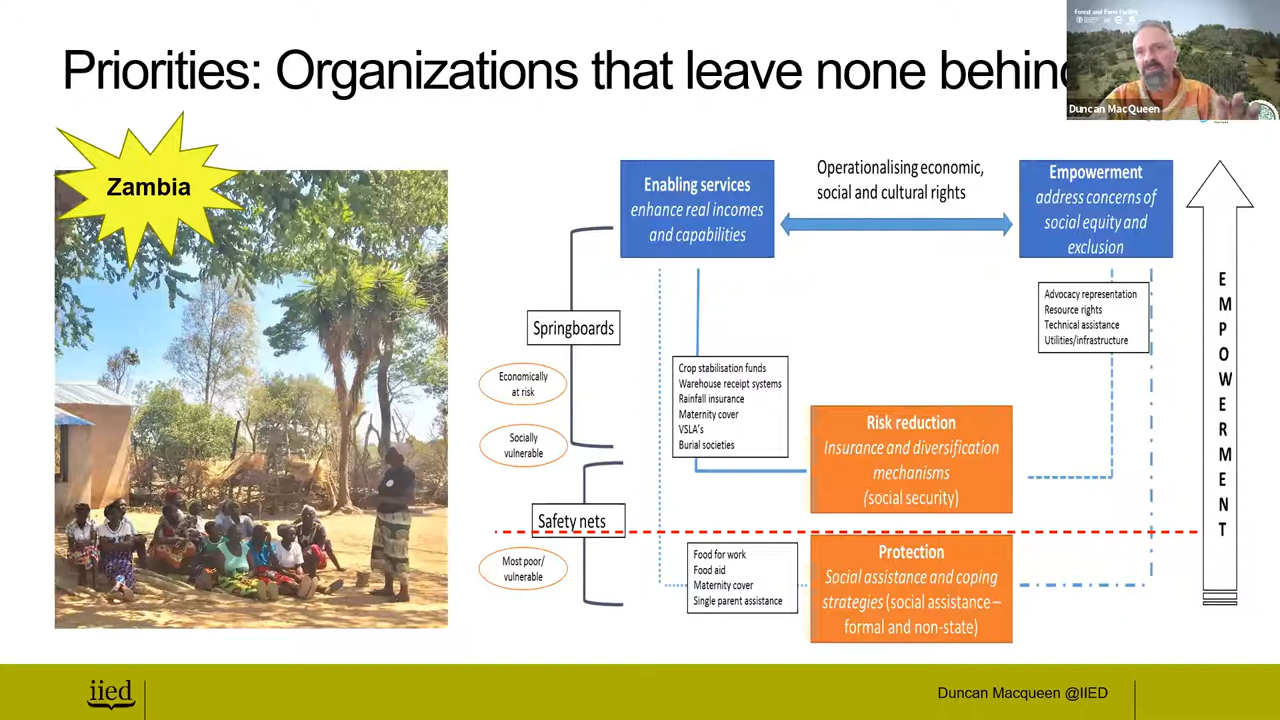 Priorities: Organizations that leave none behind
Forest and Farm Facility
Duncan MacQueen
Zambia
Enabling services
enhance real incomes
and capabilities
Operationalising economic,
social and cultural rights
Empowerment
address concerns of
social equity and
exclusion
Springboards
Economically
at risk
Socially
vulnerable
Safety nets
Most poor/
vulnerable
Crop stabilisation funds
Warehouse receipt systems
Rainfall insurance
Maternity cover
VSLA's
Burial societies
Advocacy representation
Resource rights
Technical assistance
Utilities/infrastructure
Risk reduction
Insurance and diversification
mechanisms
(social security)
Food for work
Food aid
Maternity cover
Single parent assistance
Protection
Social assistance and coping
strategies (social assistance –
formal and non-state)
EMPOWERMENT
iied
Duncan Macqueen @IIED